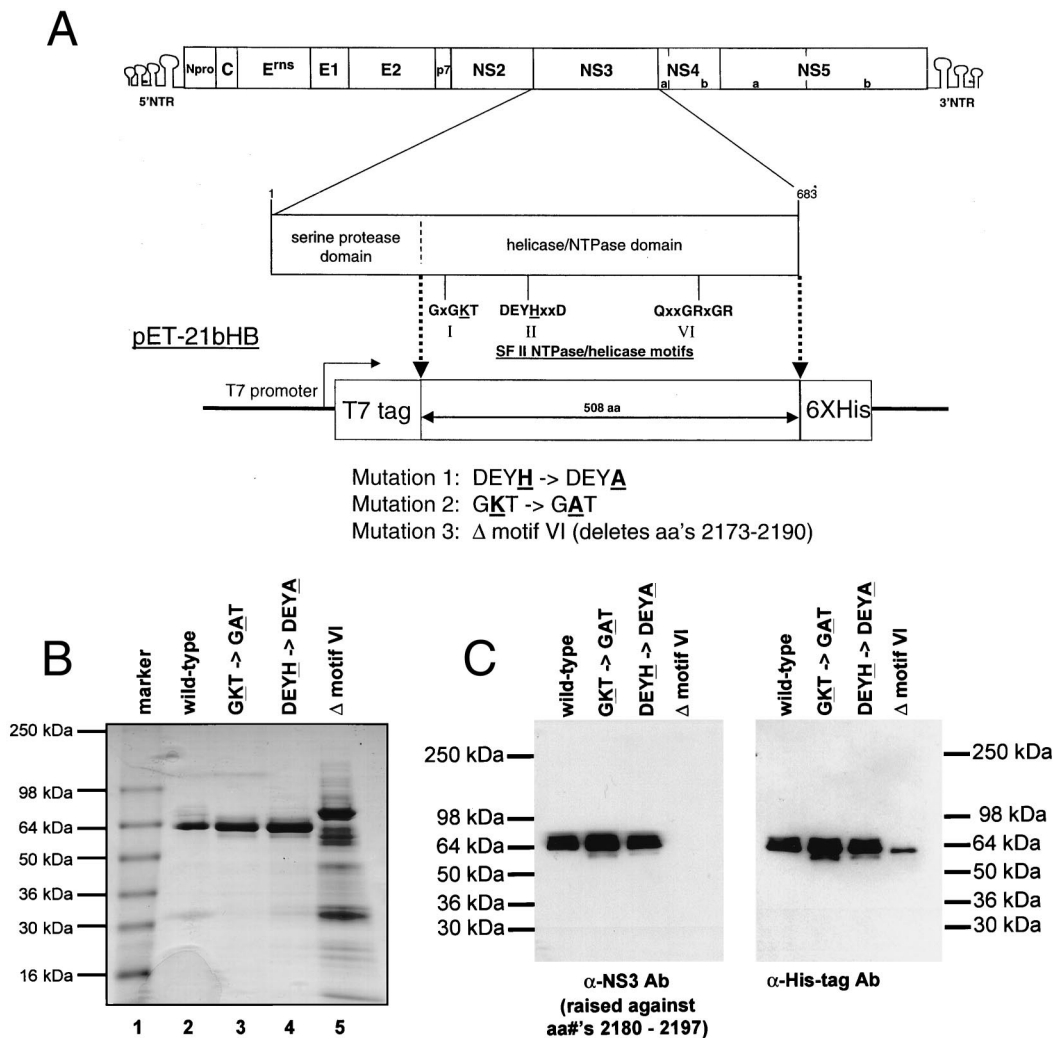 A
Npro C Erns E1 E2 p7 NS2 NS3 NS4 NS5
a b a b
5'NTR 3'NTR
1 683
serine protease
domain
helicase/NTPase domain
GxGKT DEYHxxD QxxGRxGR
I II VI
SF II NTPase/helicase motifs
pET-21bHB
T7 promoter
T7 tag 508 aa 6XHis
Mutation 1: DEYH -> DEYA
Mutation 2: GKT -> GAT
Mutation 3: Δ motif VI (deletes aa's 2173-2190)
B
marker
wild-type
GKT -> GAT
DEYH -> DEYA
Δ motif VI
250 kDa
98 kDa
64 kDa
50 kDa
36 kDa
30 kDa
16 kDa
1 2 3 4 5
C
wild-type
GKT -> GAT
DEYH -> DEYA
Δ motif VI
250 kDa
98 kDa
64 kDa
50 kDa
36 kDa
30 kDa
α-NS3 Ab
(raised against
aa#'s 2180 - 2197)
wild-type
GKT -> GAT
DEYH -> DEYA
Δ motif VI
250 kDa
98 kDa
64 kDa
50 kDa
36 kDa
30 kDa
α-His-tag Ab